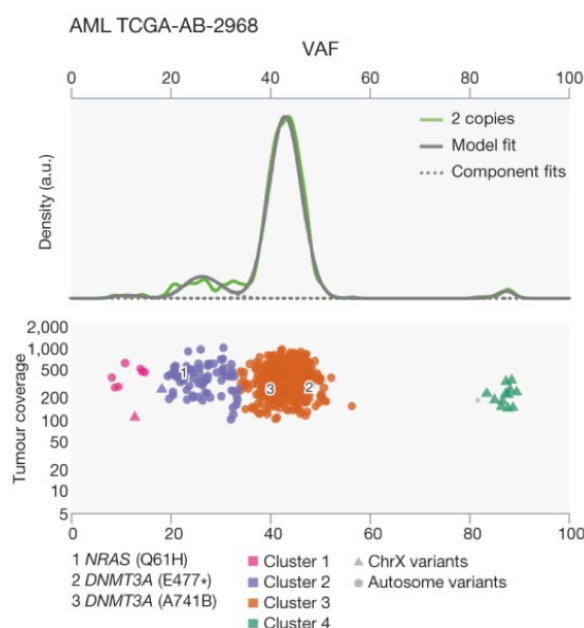 AML TCGA-AB-2968
VAF
0 20 40 60 80 100
Density (a.u.)
2 copies
Model fit
Component fits
Tumour coverage
2,000
1,000
500
200
100
50
20
10
5
1
3
2
0 20 40 60 80 100
1 NRAS (Q61H)
2 DNMT3A (E477*)
3 DNMT3A (A741B)
Cluster 1
Cluster 2
Cluster 3
Cluster 4
ChrX variants
Autosome variants